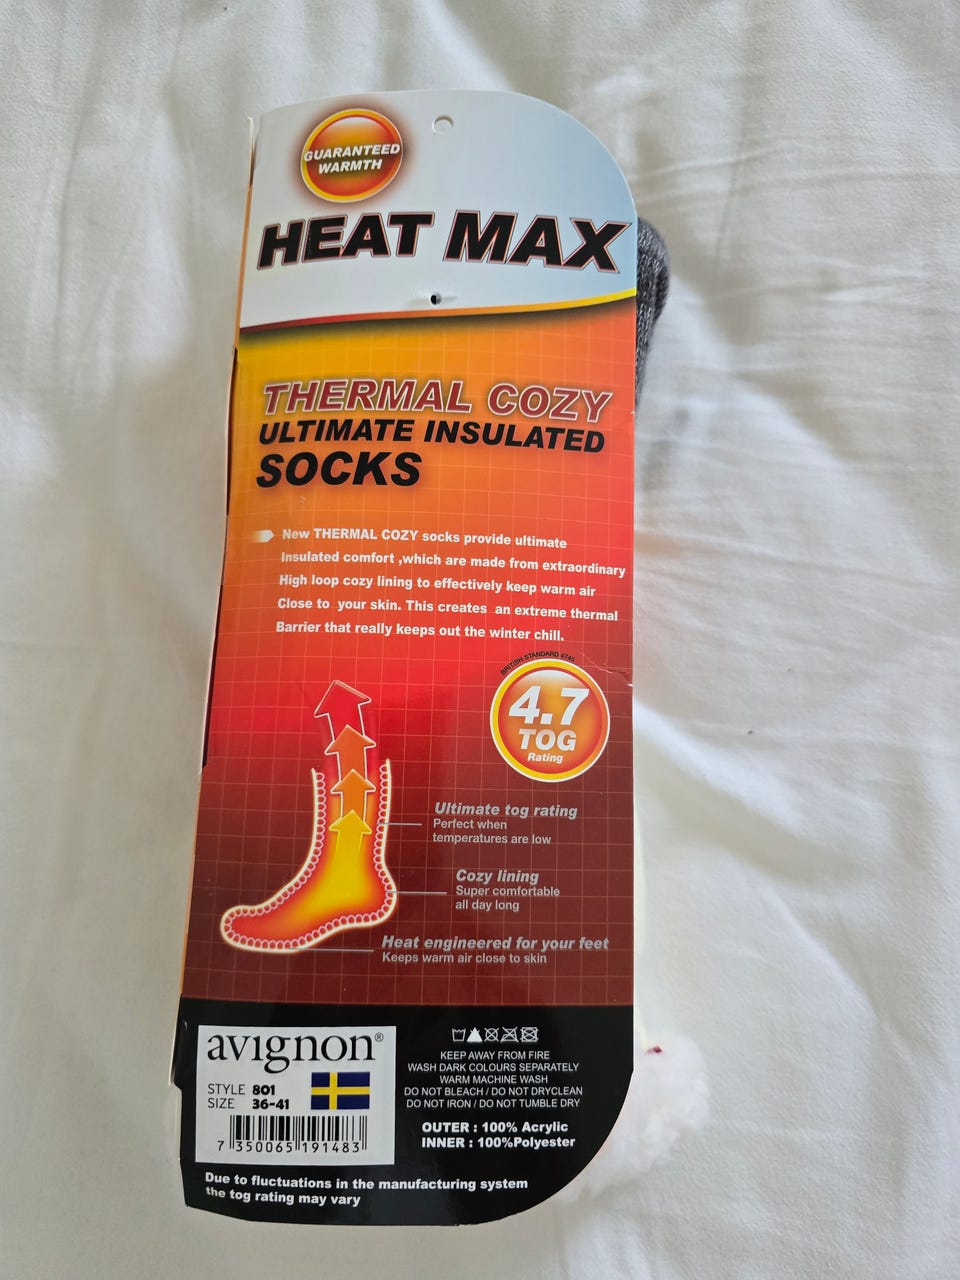 GUARANTEED
WARMTH
HEAT MAX
THERMAL COZY
ULTIMATE INSULATED
SOCKS
New THERMAL COZY socks provide ultimate
Insulated comfort ,which are made from extraordinary
High loop cozy lining to effectively keep warm air
Close to your skin. This creates an extreme thermal
Barrier that really keeps out the winter chill.
BRITISH STANDARD 4745
4.7
TOG
Rating
Ultimate tog rating
Perfect when
temperatures are low
Cozy lining
Super comfortable
all day long
Heat engineered for your feet
Keeps warm air close to skin
avignon®
STYLE 801
SIZE 36-41
7 350065 191483
KEEP AWAY FROM FIRE
WASH DARK COLOURS SEPARATELY
WARM MACHINE WASH
DO NOT BLEACH / DO NOT DRYCLEAN
DO NOT IRON / DO NOT TUMBLE DRY
OUTER : 100% Acrylic
INNER : 100%Polyester
Due to fluctuations in the manufacturing system
the tog rating may vary